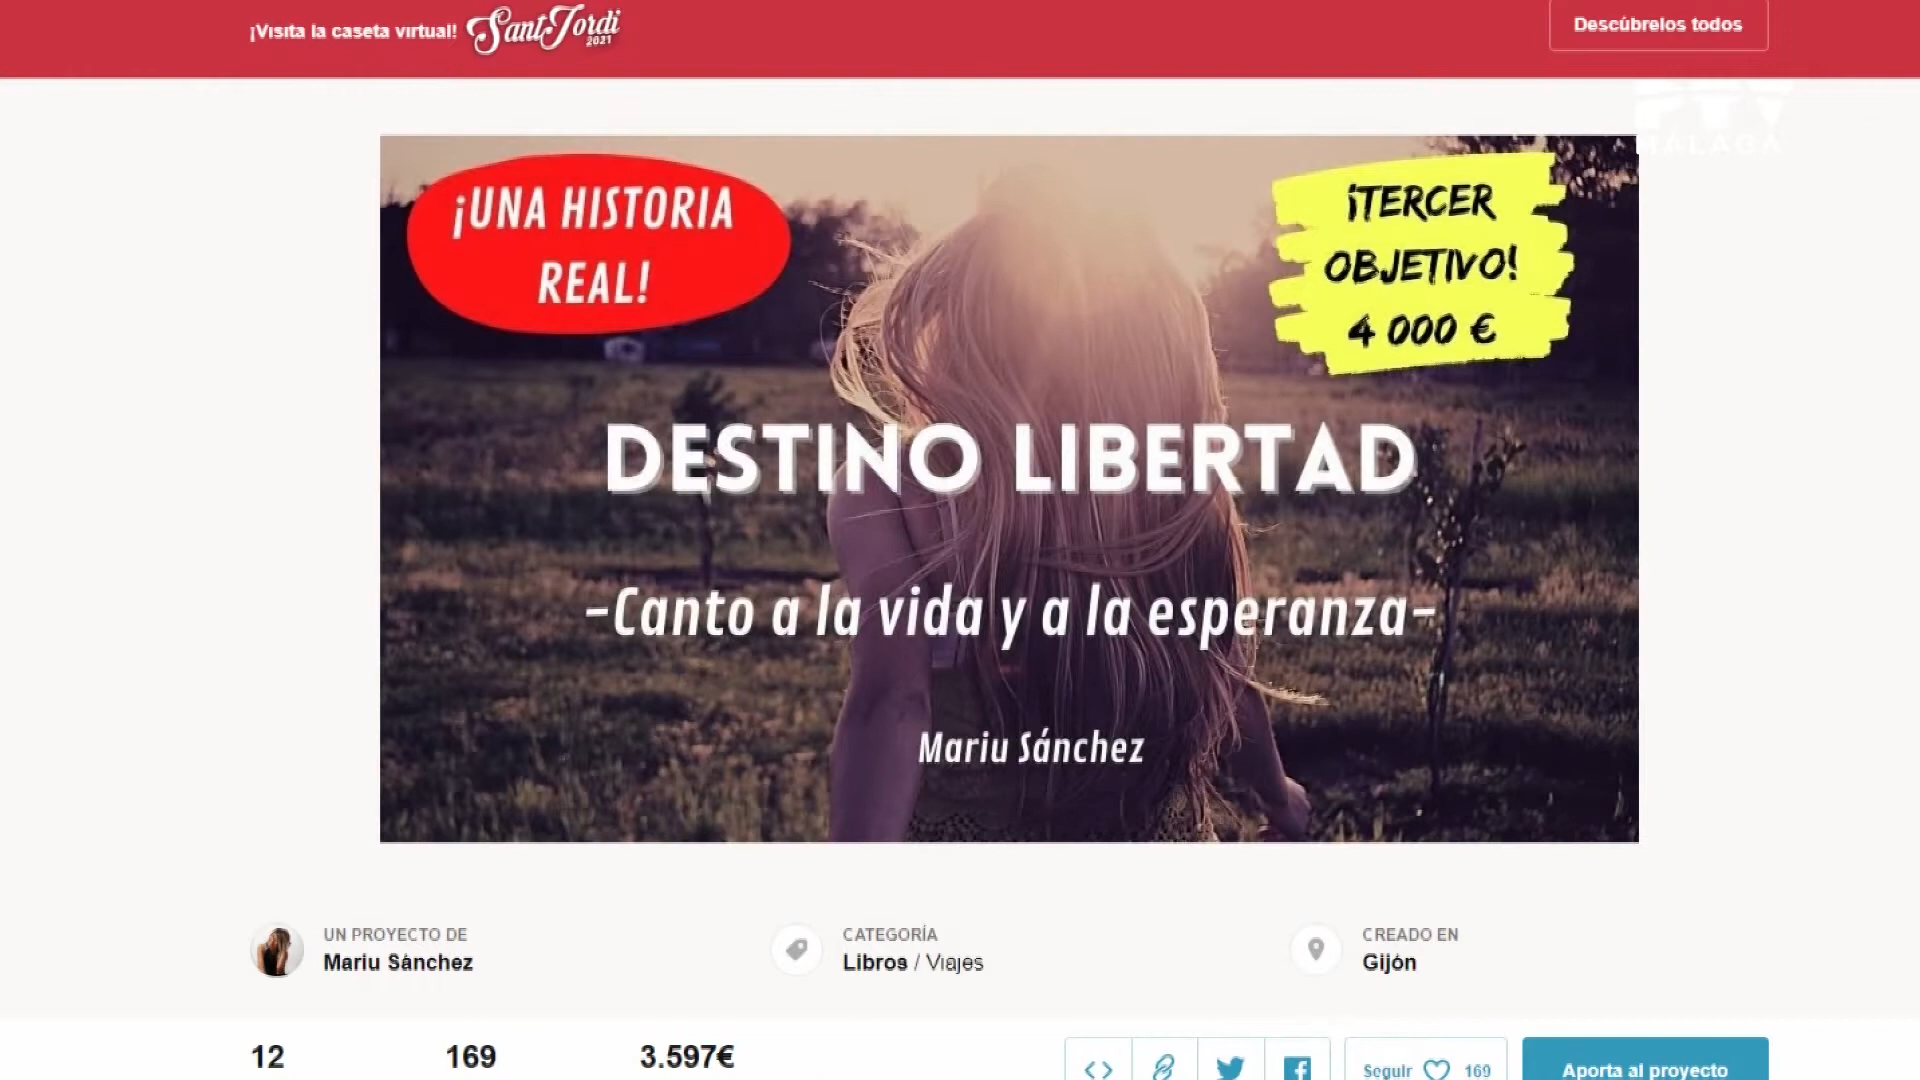 ¡Visita la caseta virtual!
Sant Jordi
2021
Descúbrelos todos
MÁLAGA
¡UNA HISTORIA
REAL!
¡TERCER
OBJETIVO!
4 000 €
DESTINO LIBERTAD
-Canto a la vida y a la esperanza-
Mariu Sánchez
UN PROYECTO DE
Mariu Sánchez
CATEGORÍA
Libros / Viajes
CREADO EN
Gijón
12
169
3.597€
Seguir
169
Aporta al proyecto